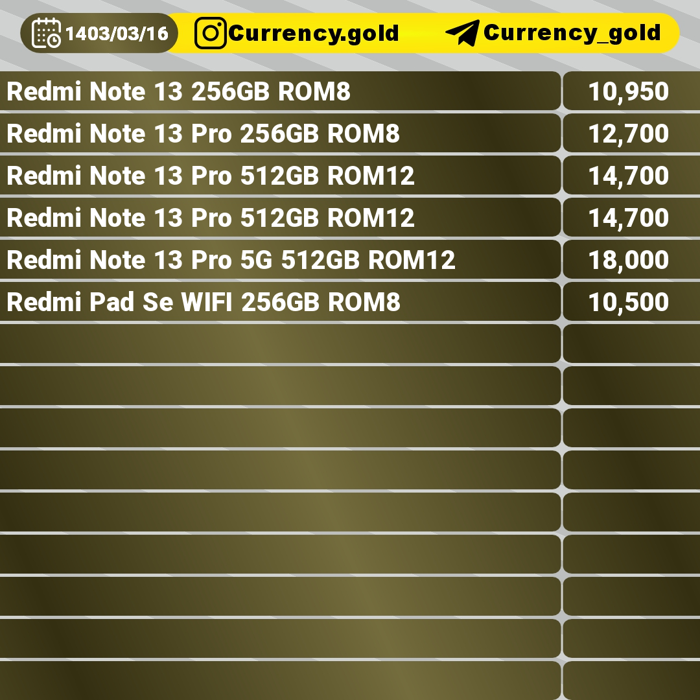 1403/03/16 Currency.gold Currency_gold
Redmi Note 13 256GB ROM8 10,950
Redmi Note 13 Pro 256GB ROM8 12,700
Redmi Note 13 Pro 512GB ROM12 14,700
Redmi Note 13 Pro 512GB ROM12 14,700
Redmi Note 13 Pro 5G 512GB ROM12 18,000
Redmi Pad Se WIFI 256GB ROM8 10,500